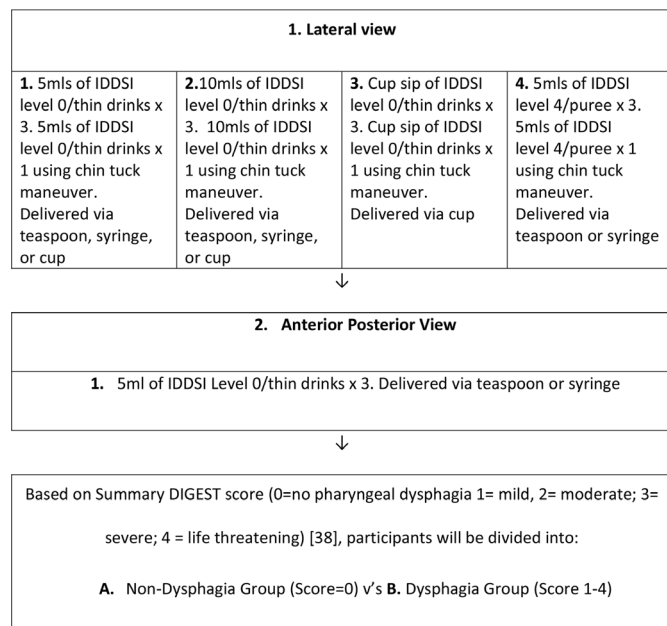 1. Lateral view
1. 5mls of IDDSI
level 0/thin drinks x
3. 5mls of IDDSI
level 0/thin drinks x
1 using chin tuck
maneuver.
Delivered via
teaspoon, syringe,
or cup
2.10mls of IDDSI
level 0/thin drinks x
3. 10mls of IDDSI
level 0/thin drinks x
1 using chin tuck
maneuver.
Delivered via
teaspoon, syringe,
or cup
3. Cup sip of IDDSI
level 0/thin drinks x
3. Cup sip of IDDSI
level 0/thin drinks x
1 using chin tuck
maneuver.
Delivered via cup
4. 5mls of IDDSI
level 4/puree x 3.
5mls of IDDSI
level 4/puree x 1
using chin tuck
maneuver.
Delivered via
teaspoon or syringe
↓
2. Anterior Posterior View
1. 5ml of IDDSI Level 0/thin drinks x 3. Delivered via teaspoon or syringe
↓
Based on Summary DIGEST score (0=no pharyngeal dysphagia 1= mild, 2= moderate; 3=
severe; 4 = life threatening) [38], participants will be divided into:
A. Non-Dysphagia Group (Score=0) v's B. Dysphagia Group (Score 1-4)